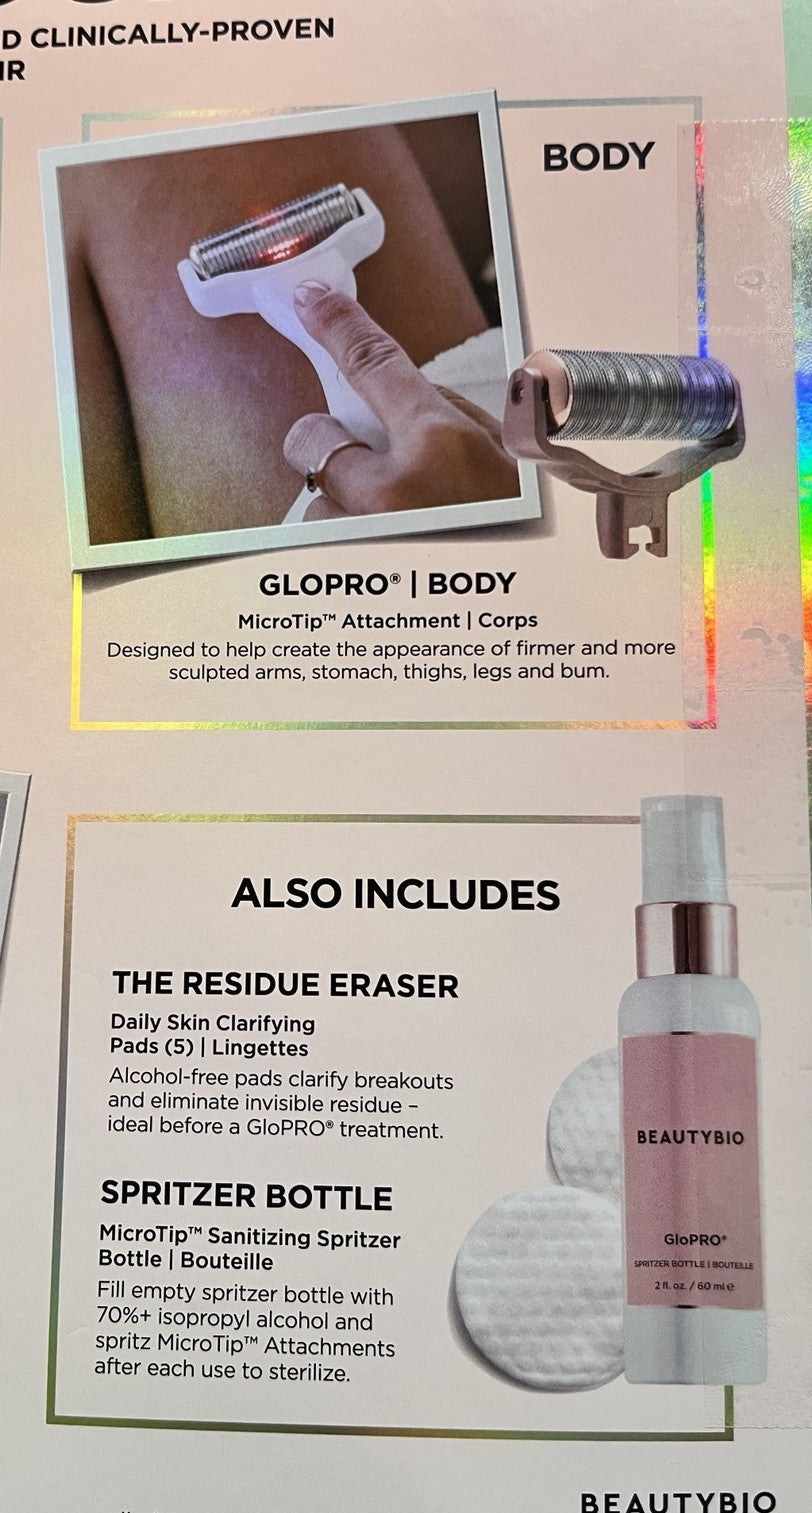 D CLINICALLY-PROVEN
IR
BODY
GLOPRO® | BODY
MicroTip™ Attachment | Corps
Designed to help create the appearance of firmer and more
sculpted arms, stomach, thighs, legs and bum.
ALSO INCLUDES
THE RESIDUE ERASER
Daily Skin Clarifying
Pads (5) | Lingettes
Alcohol-free pads clarify breakouts
and eliminate invisible residue –
ideal before a GloPRO® treatment.
SPRITZER BOTTLE
MicroTip™ Sanitizing Spritzer
Bottle | Bouteille
Fill empty spritzer bottle with
70%+ isopropyl alcohol and
spritz MicroTip™ Attachments
after each use to sterilize.
BEAUTYBIO
GloPRO®
SPRITZER BOTTLE | BOUTEILLE
2 fl. oz. / 60 ml e
BEAUTYBIO